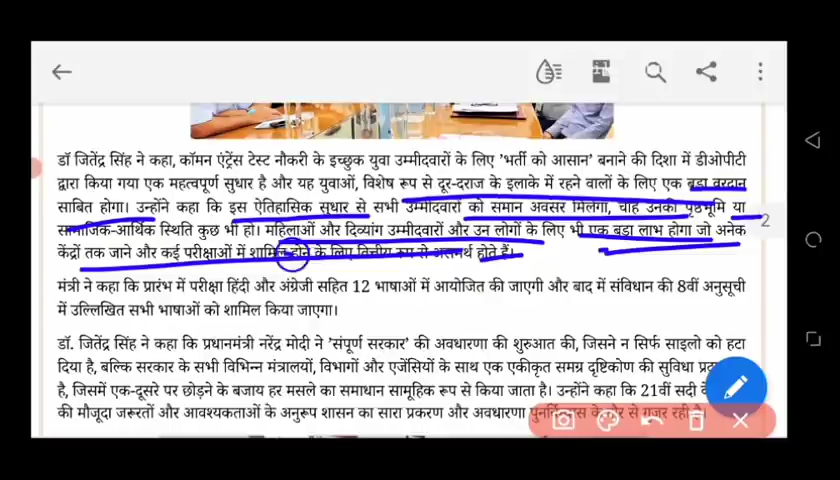 डॉ जितेंद्र सिंह ने कहा, कॉमन एंट्रेंस टेस्ट नौकरी के इच्छुक युवा उम्मीदवारों के लिए 'भर्ती को आसान' बनाने की दिशा में डीओपीटी
द्वारा किया गया एक महत्वपूर्ण सुधार है और यह युवाओं, विशेष रूप से दूर-दराज के इलाके में रहने वालों के लिए एक बड़ा वरदान
साबित होगा। उन्होंने कहा कि इस ऐतिहासिक सुधार से सभी उम्मीदवारों को समान अवसर मिलेगा, चाहे उनकी पृष्ठभूमि या
सामाजिक-आर्थिक स्थिति कुछ भी हो। महिलाओं और दिव्यांग उम्मीदवारों और उन लोगों के लिए भी एक बड़ा लाभ होगा जो अनेक
केंद्रों तक जाने और कई परीक्षाओं में शामिल होने के लिए वित्तीय रूप से असमर्थ होते हैं।
2
मंत्री ने कहा कि प्रारंभ में परीक्षा हिंदी और अंग्रेजी सहित 12 भाषाओं में आयोजित की जाएगी और बाद में संविधान की 8वीं अनुसूची
में उल्लिखित सभी भाषाओं को शामिल किया जाएगा।
डॉ. जितेंद्र सिंह ने कहा कि प्रधानमंत्री नरेंद्र मोदी ने 'संपूर्ण सरकार' की अवधारणा की शुरुआत की, जिसने न सिर्फ साइलो को हटा
दिया है, बल्कि सरकार के सभी विभिन्न मंत्रालयों, विभागों और एजेंसियों के साथ एक एकीकृत समग्र दृष्टिकोण की सुविधा
है, जिसमें एक-दूसरे पर छोड़ने के बजाय हर मसले का समाधान सामूहिक रूप से किया जाता है। उन्होंने कहा कि 21वीं सदी
की मौजूदा जरूरतों और आवश्यकताओं के अनुरूप शासन का सारा प्रकरण और अवधारणा पुनर्विन्यास के दौर से गुजर रही है।